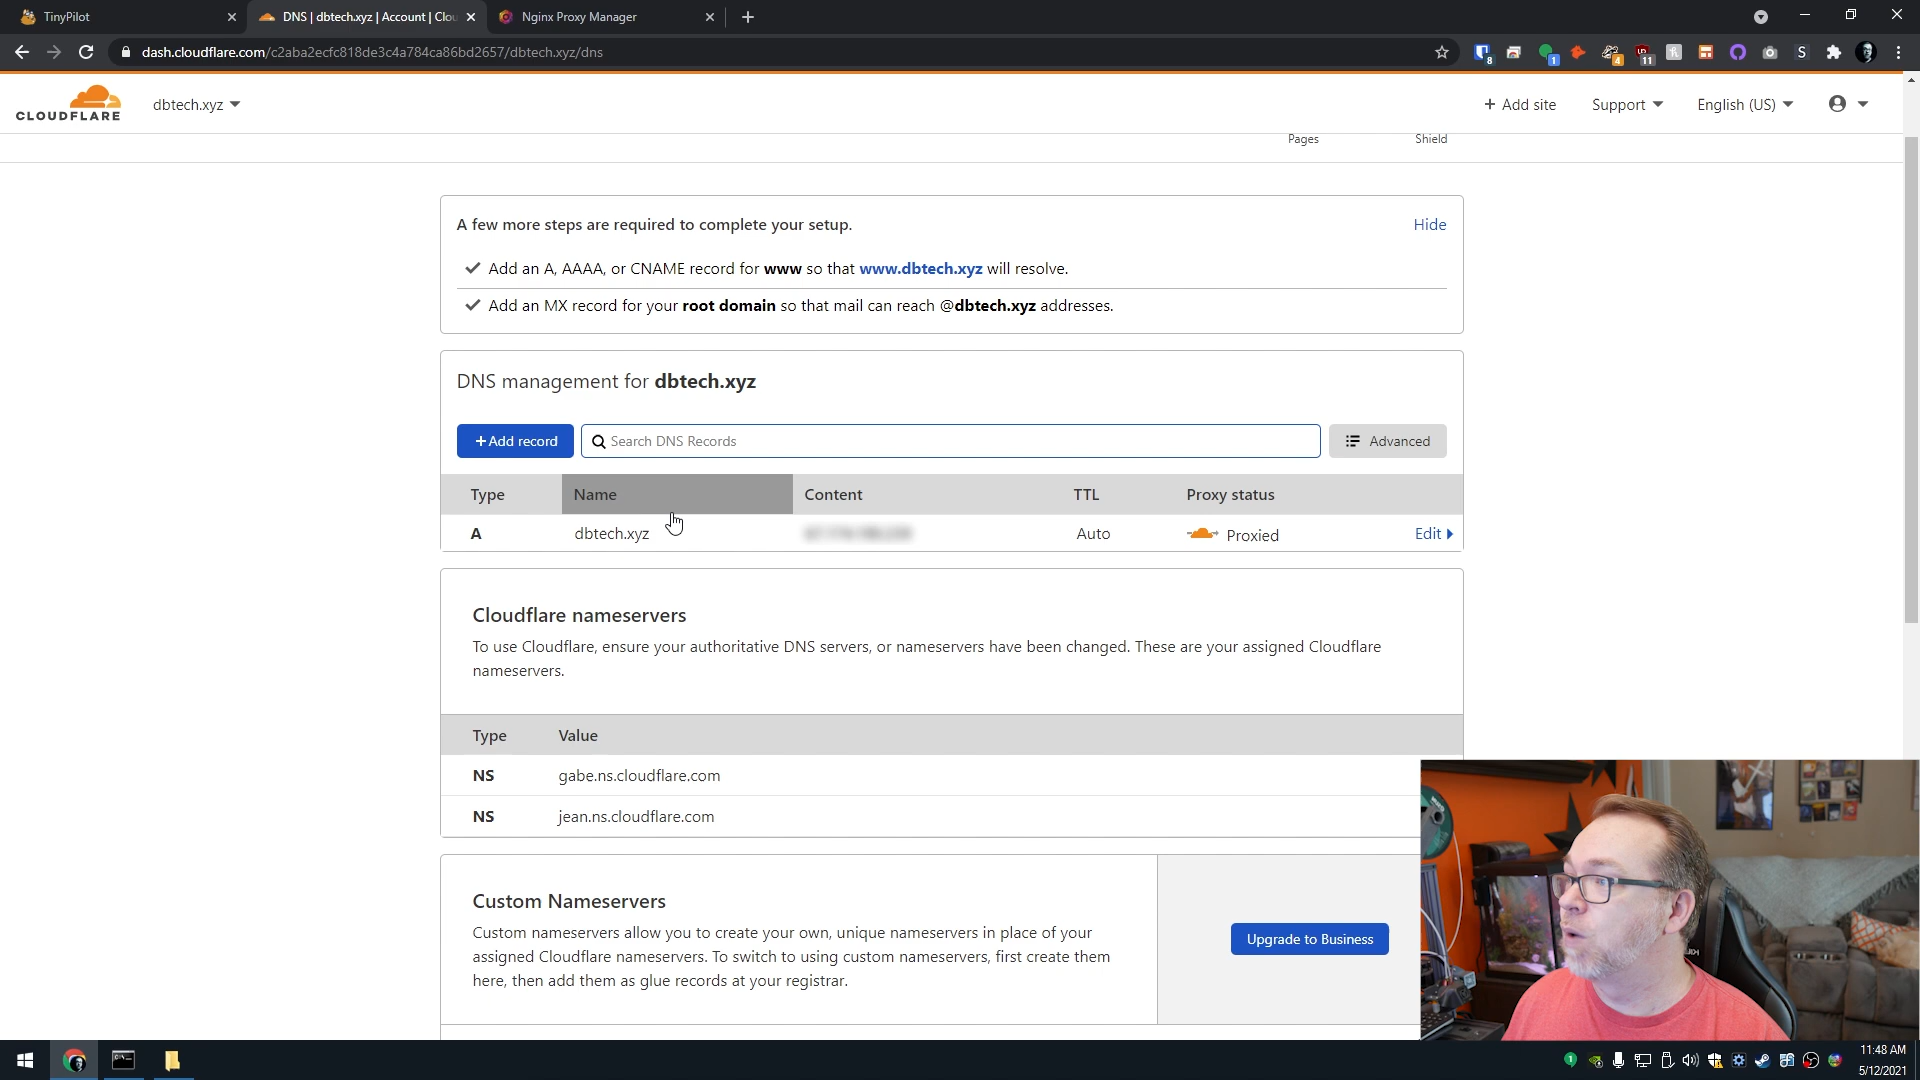 TinyPilot
DNS | dbtech.xyz | Account | Clou
Nginx Proxy Manager
dash.cloudflare.com/c2aba2ecfc818de3c4a784ca86bd2657/dbtech.xyz/dns
8
1
4
11
S
CLOUDFLARE
dbtech.xyz
+ Add site
Support
English (US)
Pages
Shield
A few more steps are required to complete your setup.
Hide
Add an A, AAAA, or CNAME record for www so that www.dbtech.xyz will resolve.
Add an MX record for your root domain so that mail can reach @dbtech.xyz addresses.
DNS management for dbtech.xyz
+Add record
Search DNS Records
Advanced
Type
Name
Content
TTL
Proxy status
A
dbtech.xyz
Auto
Proxied
Edit
Cloudflare nameservers
To use Cloudflare, ensure your authoritative DNS servers, or nameservers have been changed. These are your assigned Cloudflare
nameservers.
Type
Value
NS
gabe.ns.cloudflare.com
NS
jean.ns.cloudflare.com
Custom Nameservers
Custom nameservers allow you to create your own, unique nameservers in place of your
assigned Cloudflare nameservers. To switch to using custom nameservers, first create them
here, then add them as glue records at your registrar.
Upgrade to Business
11:48 AM
5/12/2021